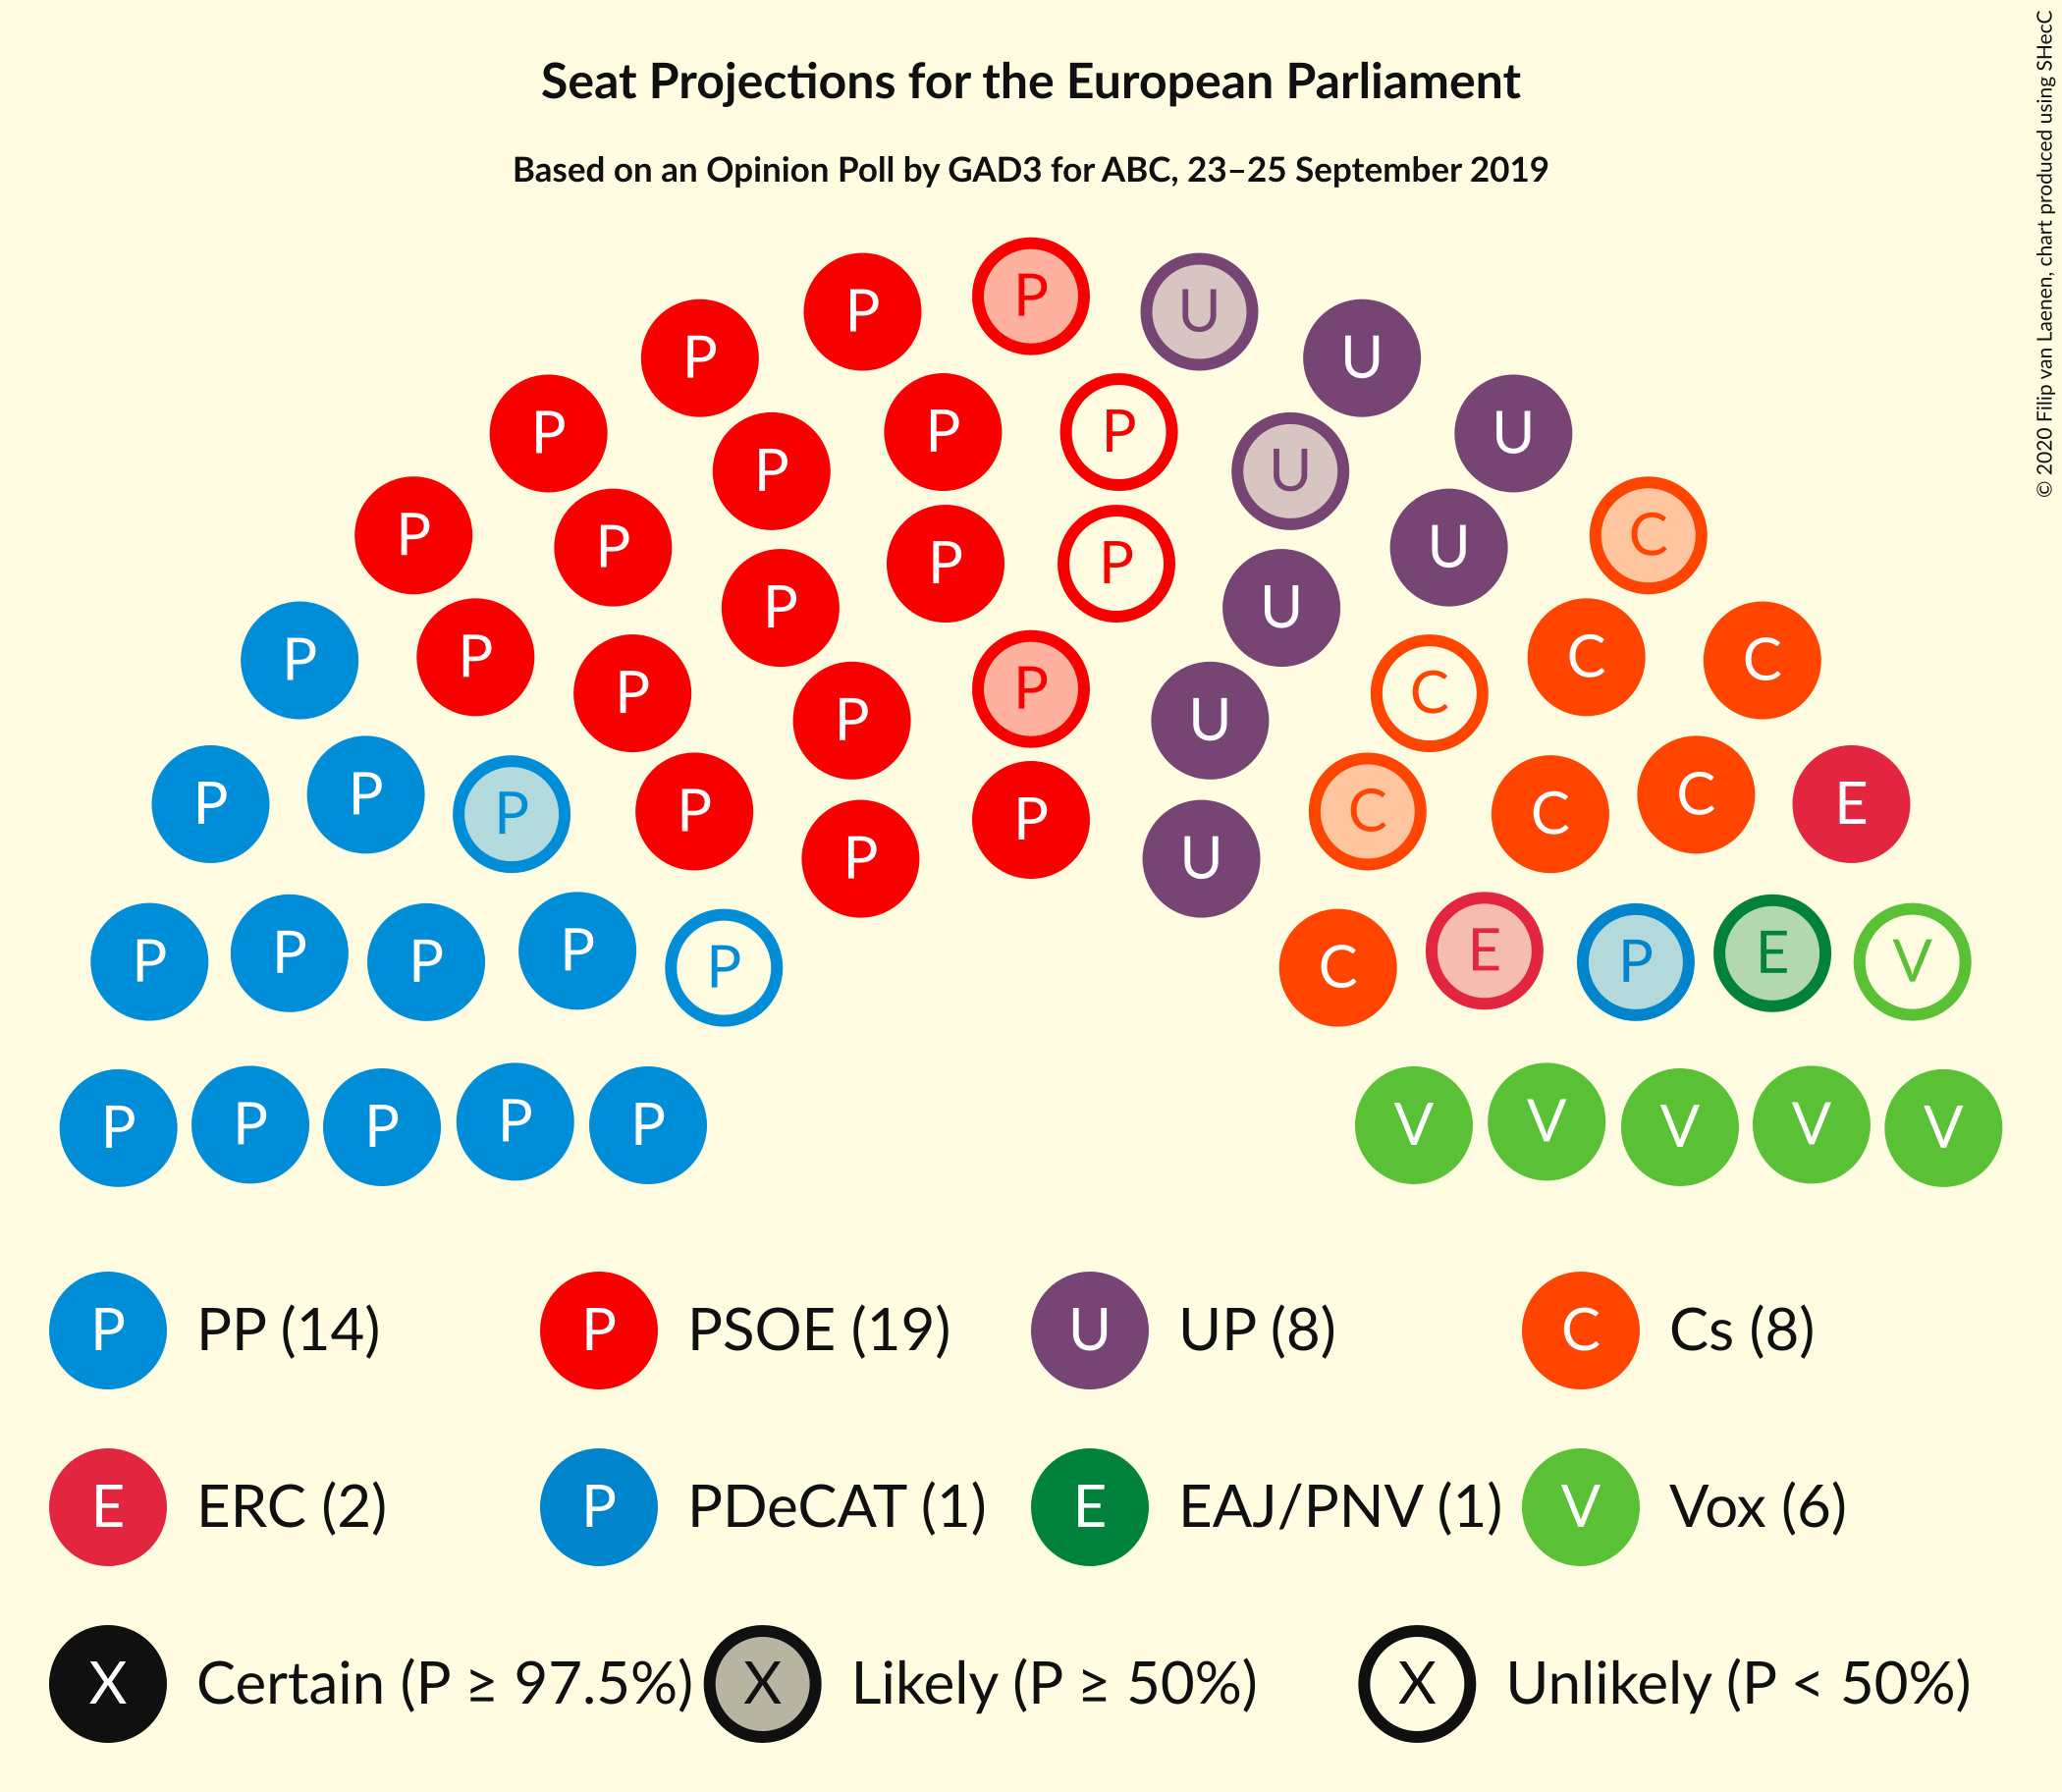 Seat Projections for the European Parliament
Based on an Opinion Poll by GAD3 for ABC, 23–25 September 2019
© 2020 Filip van Laenen, chart produced using SHecC
P
P U
P U
P P
P U
P U
P U
P P
P C
P U
P P
U
P C
P C
P C
P P
U
P C
P C
P C
P E
P P
U
P P P P P C E P E V
P P P P P V V V V V
P PP (14) P PSOE (19) U UP (8) C Cs (8)
E ERC (2) P PDeCAT (1) E EAJ/PNV (1) V Vox (6)
X Certain (P ≥ 97.5%) X Likely (P ≥ 50%) X Unlikely (P < 50%)